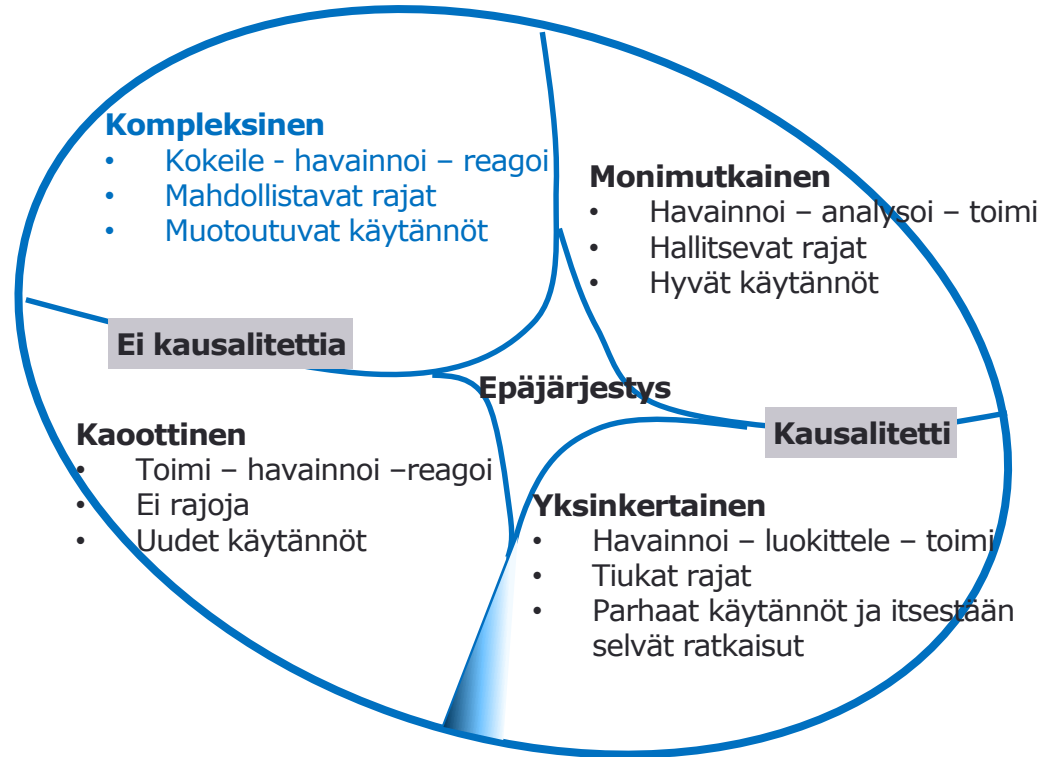 Kompleksinen
• Kokeile - havainnoi – reagoi
• Mahdollistavat rajat
• Muotoutuvat käytännöt
Monimutkainen
• Havainnoi – analysoi – toimi
• Hallitsevat rajat
• Hyvät käytännöt
Ei kausalitettia
Epäjärjestys
Kausalitetti
Kaoottinen
• Toimi – havainnoi –reagoi
• Ei rajoja
• Uudet käytännöt
Yksinkertainen
• Havainnoi – luokittele – toimi
• Tiukat rajat
• Parhaat käytännöt ja itsestään
selvät ratkaisut